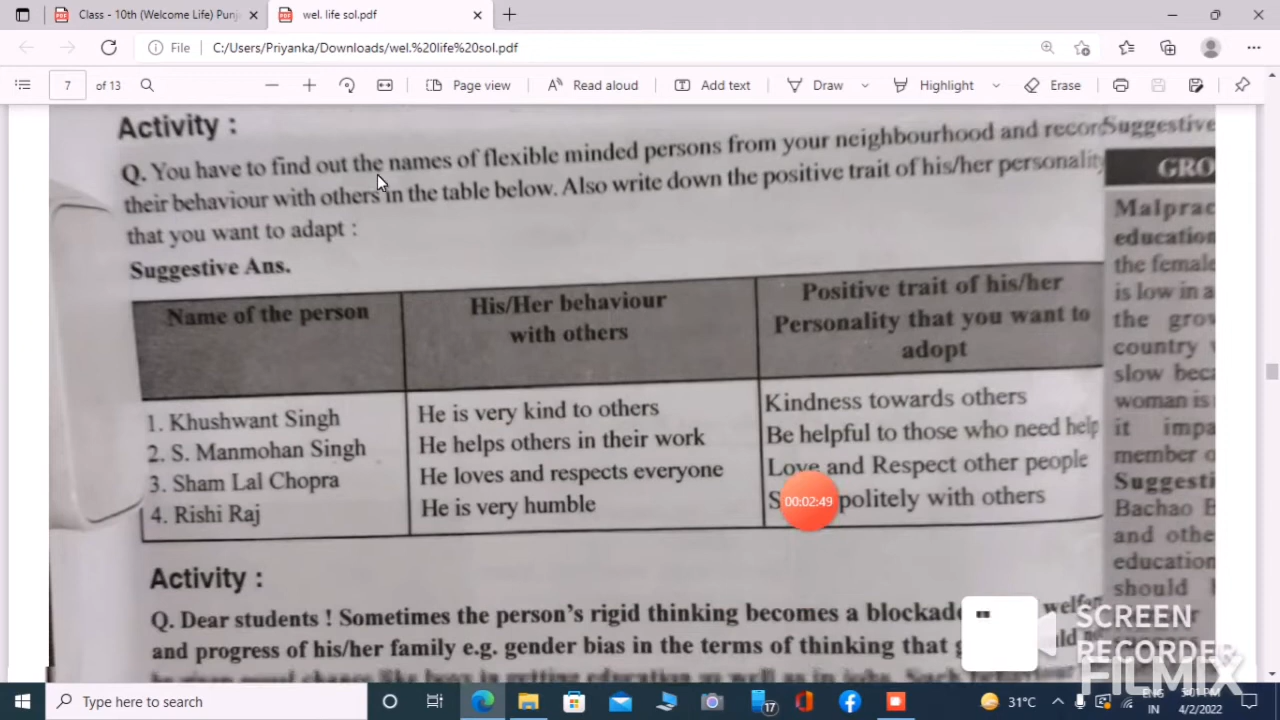 Class - 10th (Welcome Life) Punj
wel. life sol.pdf
File
C:/Users/Priyanka/Downloads/wel.%20life%20sol.pdf
7 of 13
Page view
Read aloud
Add text
Draw
Highlight
Erase
Activity :
Q. You have to find out the names of flexible minded persons from your neighbourhood and record
their behaviour with others in the table below. Also write down the positive trait of his/her personality
that you want to adapt :
Suggestive Ans.
Name of the person
His/Her behaviour
with others
Positive trait of his/her
Personality that you want to
adopt
1. Khushwant Singh
He is very kind to others
Kindness towards others
2. S. Manmohan Singh
He helps others in their work
Be helpful to those who need help
3. Sham Lal Chopra
He loves and respects everyone
Love and Respect other people
4. Rishi Raj
He is very humble
politely with others
00:02:49
Activity :
Q. Dear students ! Sometimes the person's rigid thinking becomes a blockade
and progress of his/her family e.g. gender bias in the terms of thinking that
Suggestive
GRO
Malprac
education
the female
is low in a
the grov
country
slow beca
woman is
it impa
member o
Suggesti
Bachao B
and othe
education
should
SCREEN
RECORDER
FILMIX
Type here to search
17
31°C
ENG
IN
5:01 PM
4/2/2022